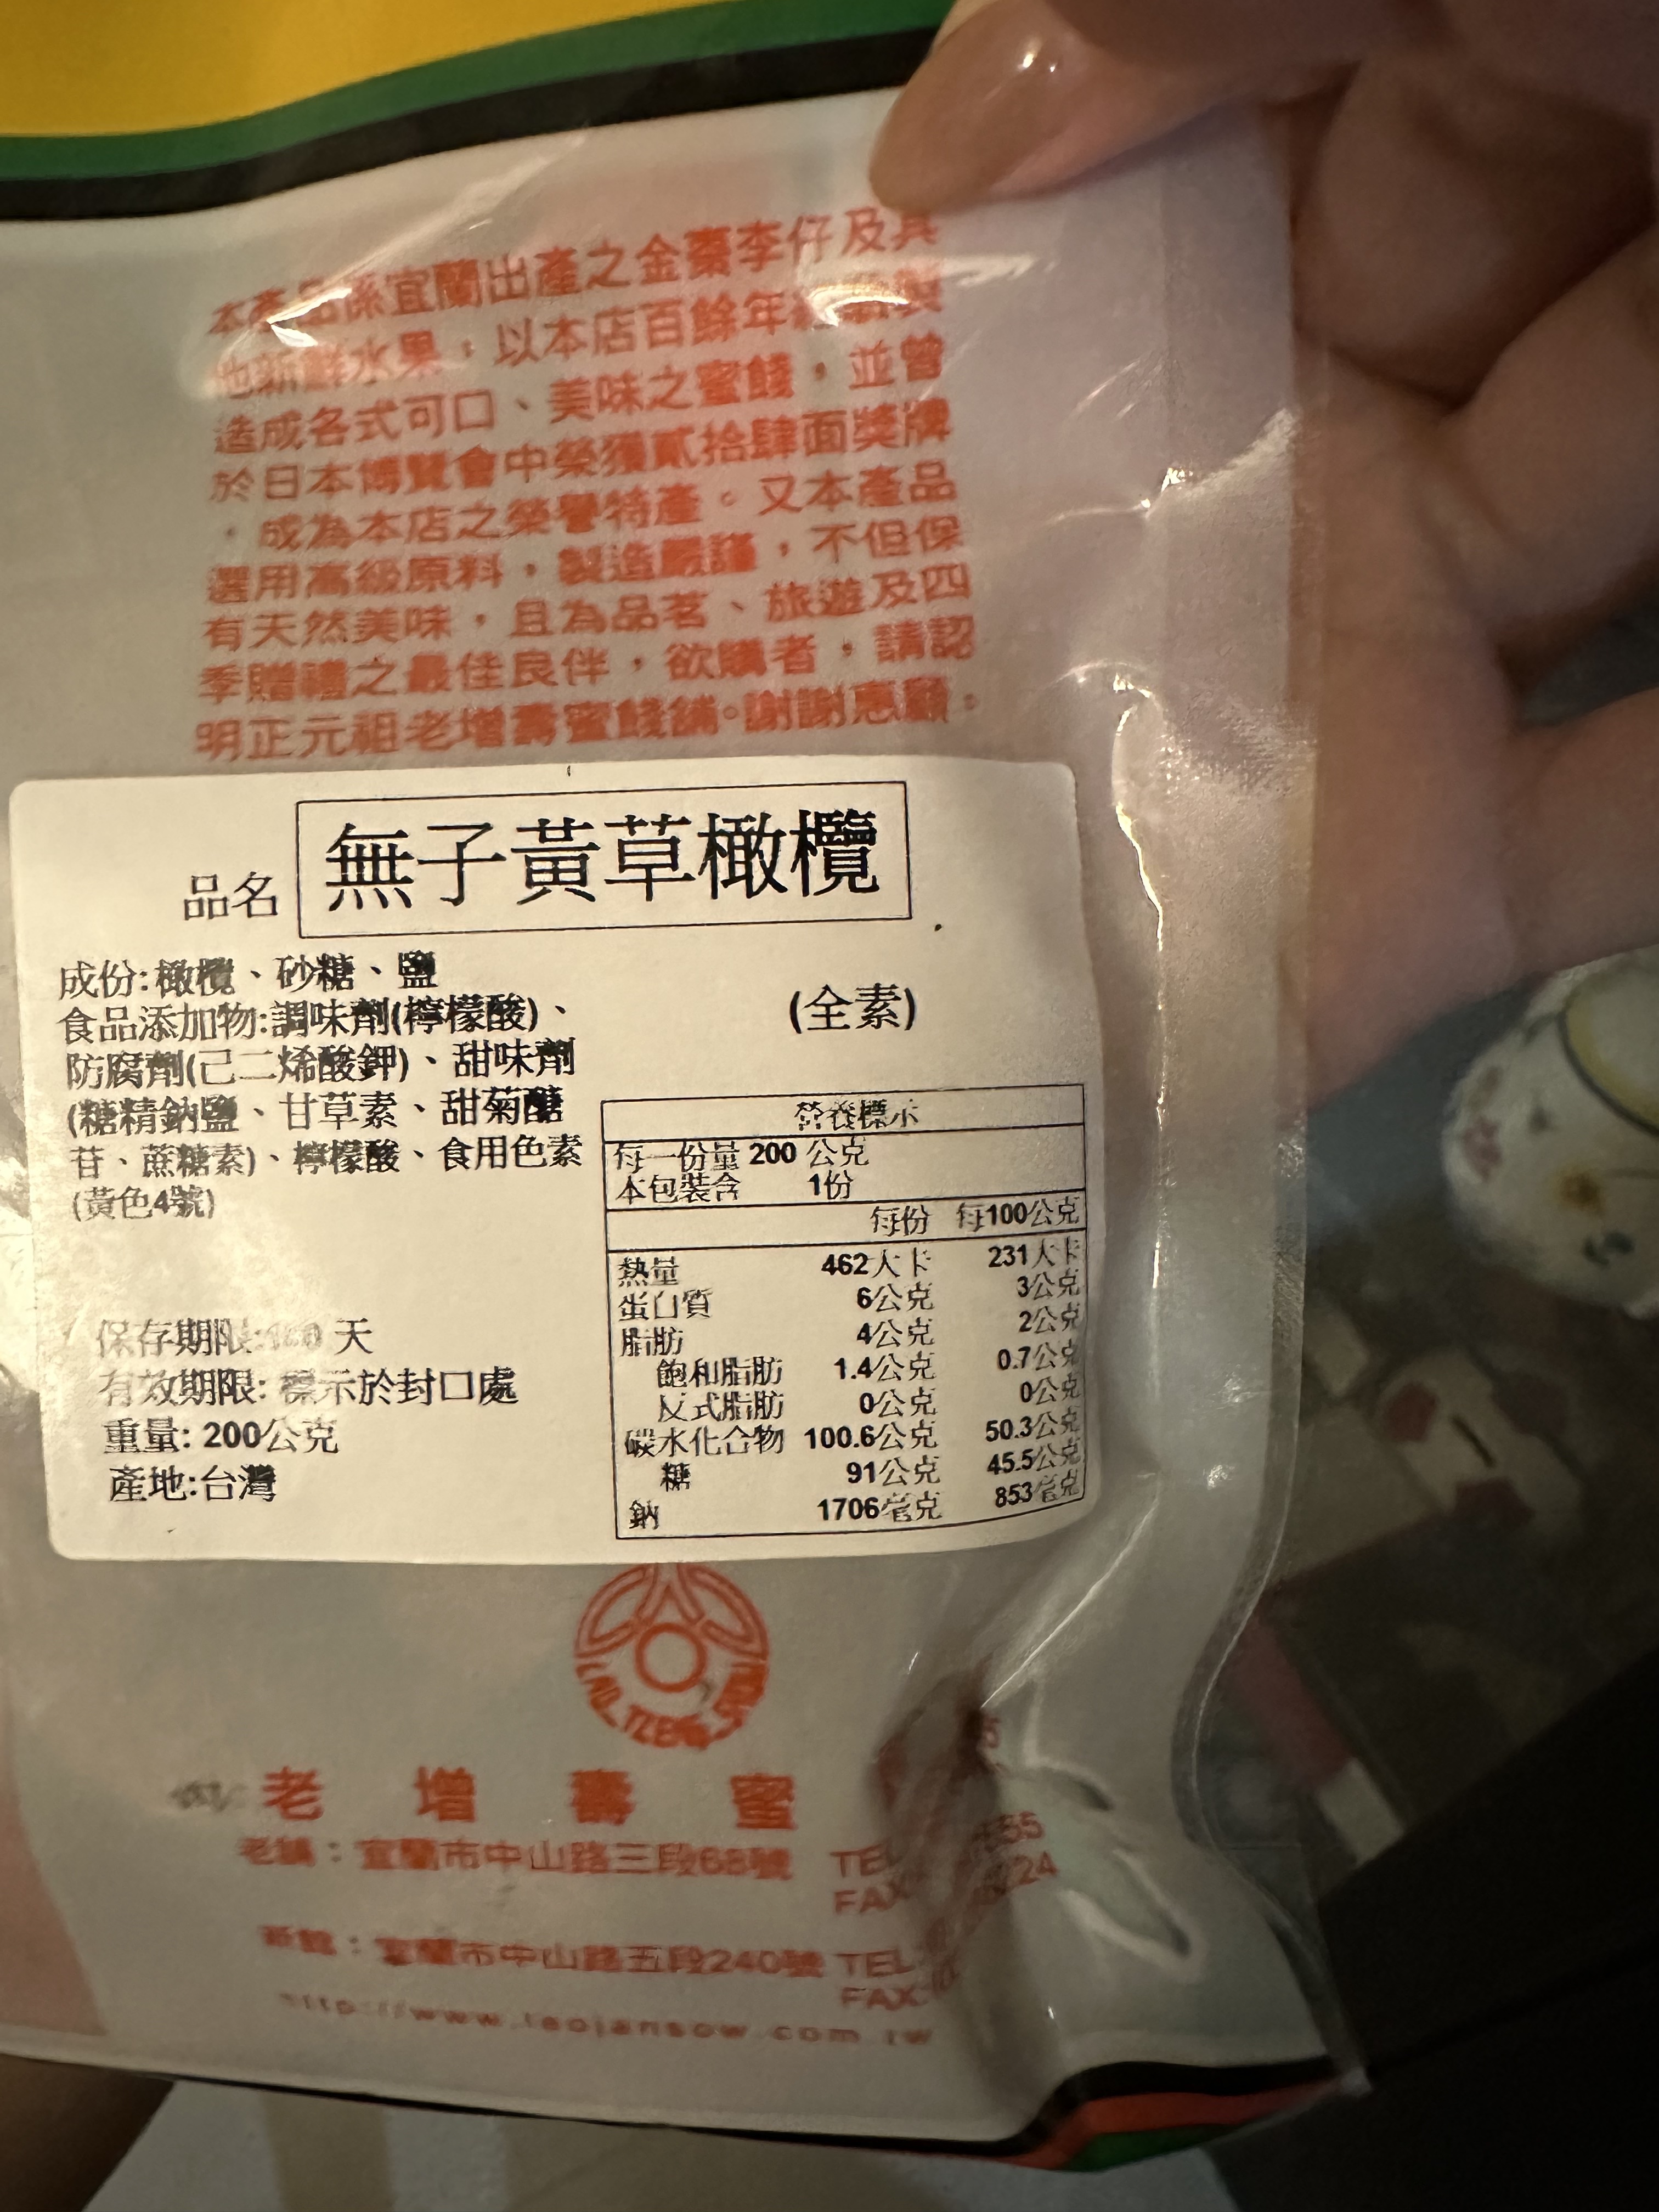 本產品係宜蘭出產之金棗李仔及其
他新鮮水果，以本店百餘年經驗製
造成各式可口、美味之蜜餞，並曾
於日本博覽會中榮獲貳拾肆面獎牌
，成為本店之榮譽特產。又本產品
選用高級原料，製造嚴謹，不但保
有天然美味，且為品茗、旅遊及四
季贈禮之最佳良伴，欲購者，請認
明正元祖老增壽蜜餞舖。謝謝惠顧。
品名 無子黃草橄欖
成份:橄欖、砂糖、鹽
食品添加物:調味劑(檸檬酸)、
(全素)
防腐劑(己二烯酸鉀)、甜味劑
(糖精鈉鹽、甘草素、甜菊醣
苷、蔗糖素)、檸檬酸、食用色素
(黃色4號)
營養標示
每一份量 200 公克
本包裝含 1份
每份 每100公克
熱量 462大卡 231大卡
蛋白質 6公克 3公克
脂肪 4公克 2公克
飽和脂肪 1.4公克 0.7公克
反式脂肪 0公克 0公克
碳水化合物 100.6公克 50.3公克
糖 91公克 45.5公克
鈉 1706毫克 853毫克
保存期限: 天
有效期限: 標示於封口處
重量: 200公克
產地:台灣
LAO TZENG
老增壽蜜
老舖：宜蘭市中山路三段68號 TEL
FAX
新館：宜蘭市中山路五段240號 TEL
FAX:
http://www.laojansow.com.tw